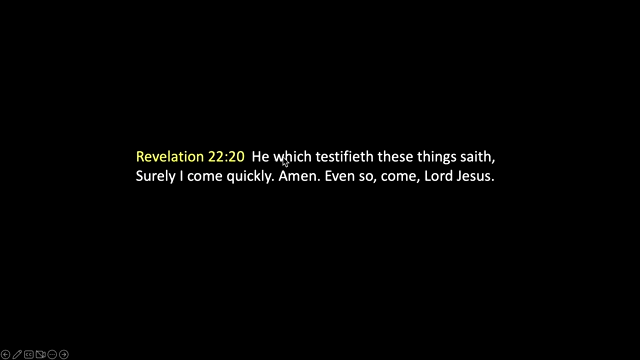 Revelation 22:20  He which testifieth these things saith,
Surely I come quickly. Amen. Even so, come, Lord Jesus.